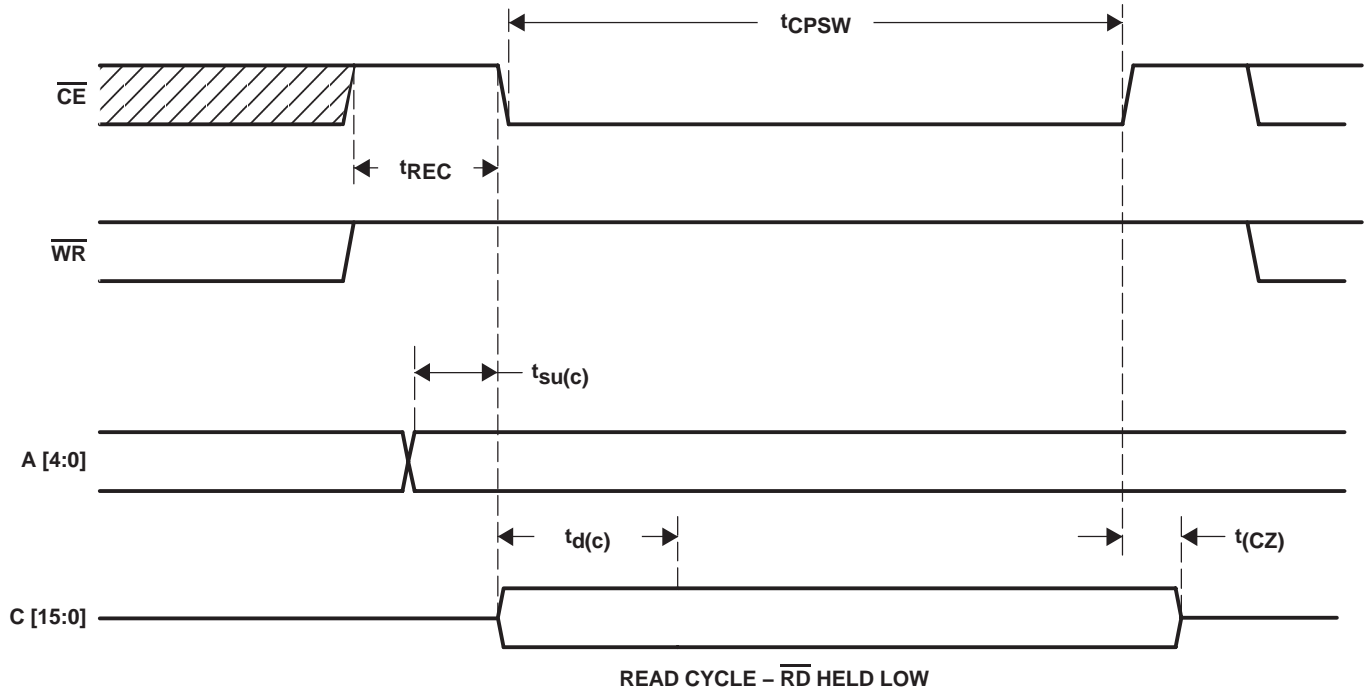 tCPSW
CE
tREC
WR
tsu(c)
A [4:0]
td(c)
t(CZ)
C [15:0]
READ CYCLE – RD HELD LOW